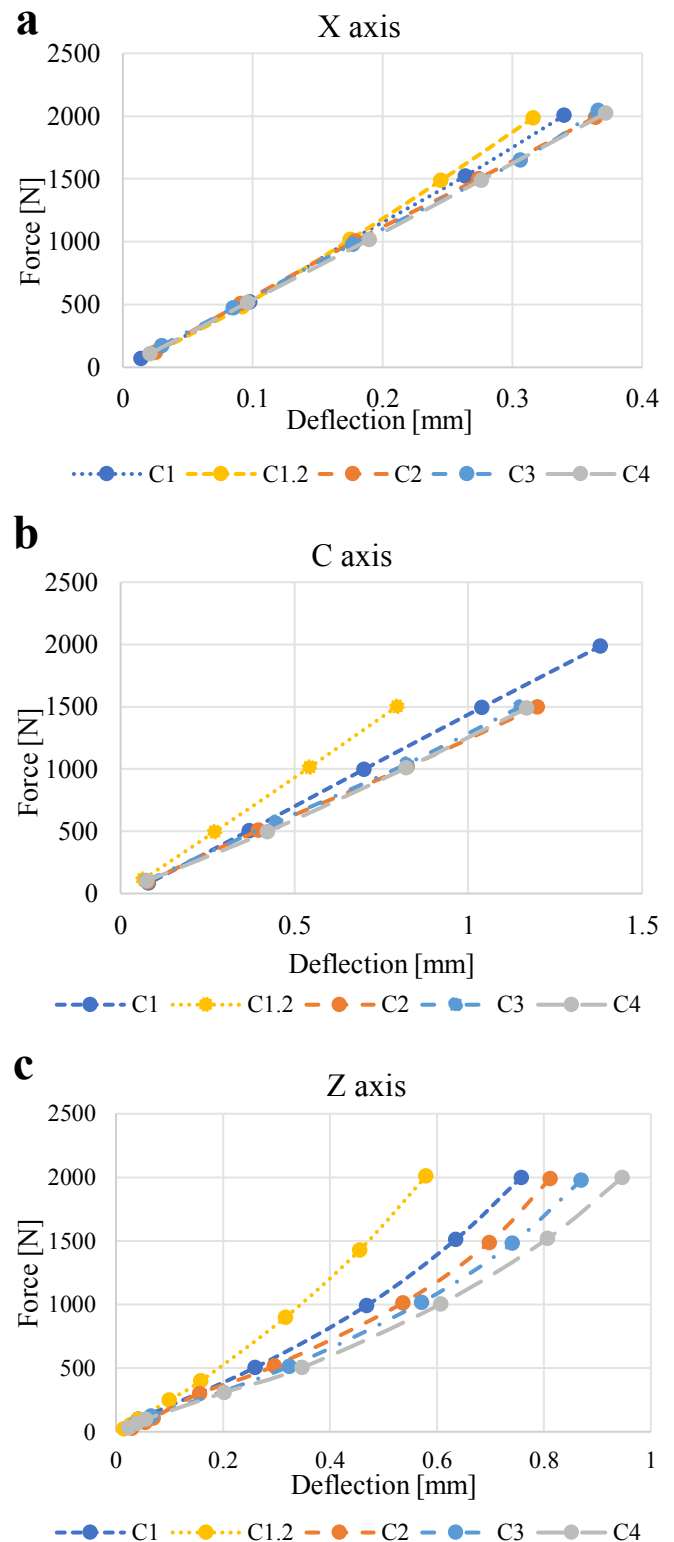 a
X axis
2500
2000
1500
1000
500
0
Force [N]
0 0.1 0.2 0.3 0.4
Deflection [mm]
C1 C1.2 C2 C3 C4
b
C axis
2500
2000
1500
1000
500
0
Force [N]
0 0.5 1 1.5
Deflection [mm]
C1 C1.2 C2 C3 C4
c
Z axis
2500
2000
1500
1000
500
0
Force [N]
0 0.2 0.4 0.6 0.8 1
Deflection [mm]
C1 C1.2 C2 C3 C4